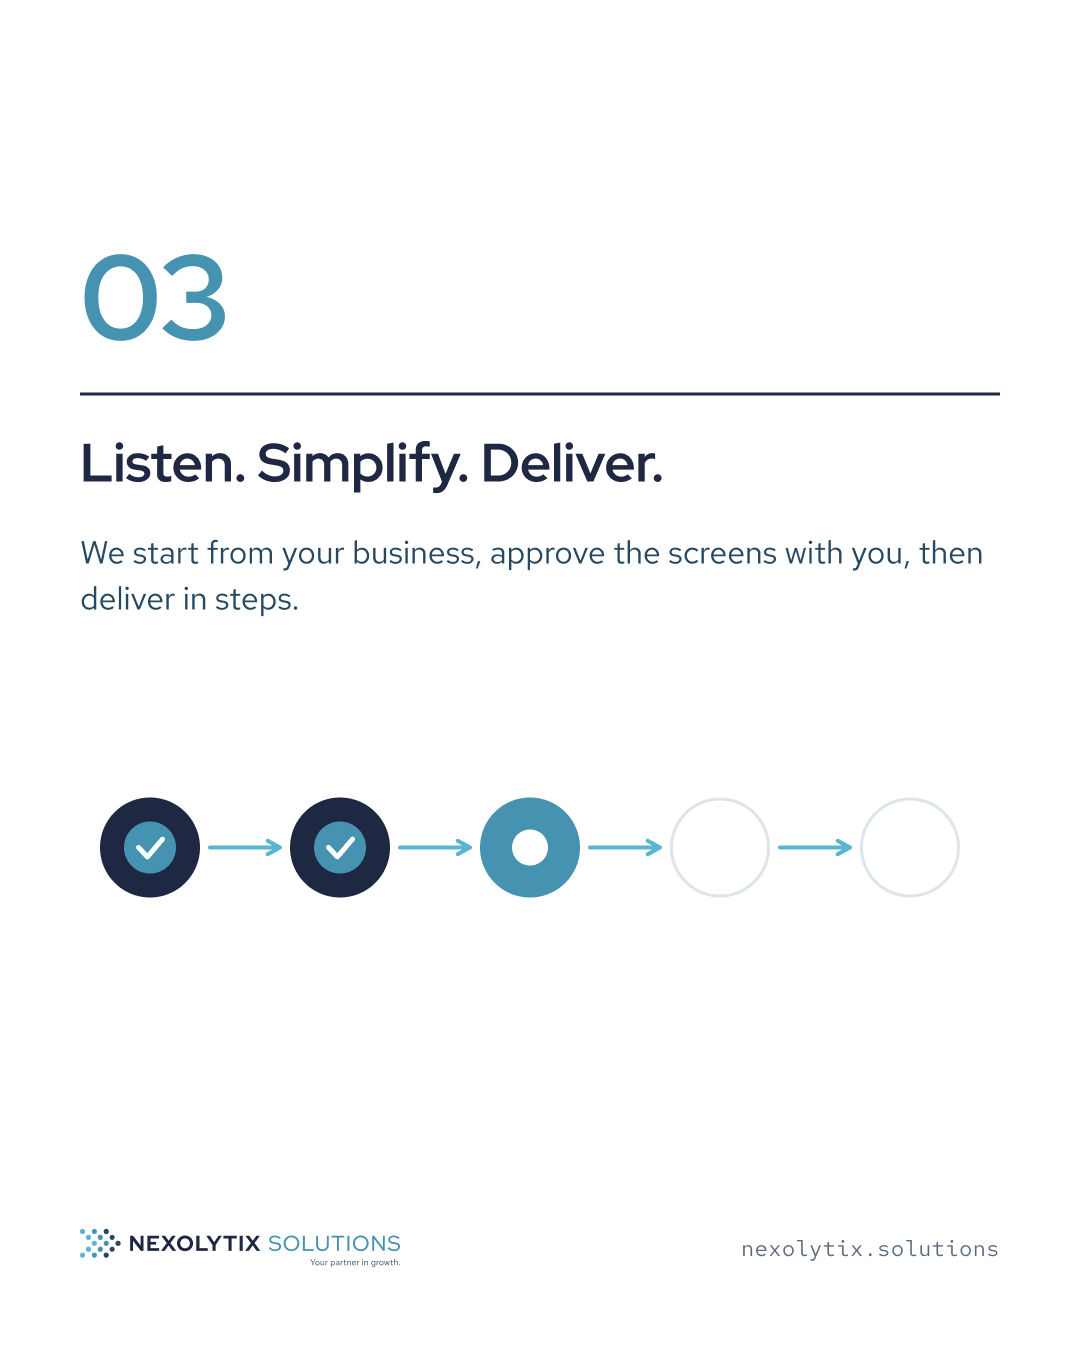 03
Listen. Simplify. Deliver.
We start from your business, approve the screens with you, then
deliver in steps.
NEXOLYTIX SOLUTIONS
Your partner in growth.
nexolytix.solutions